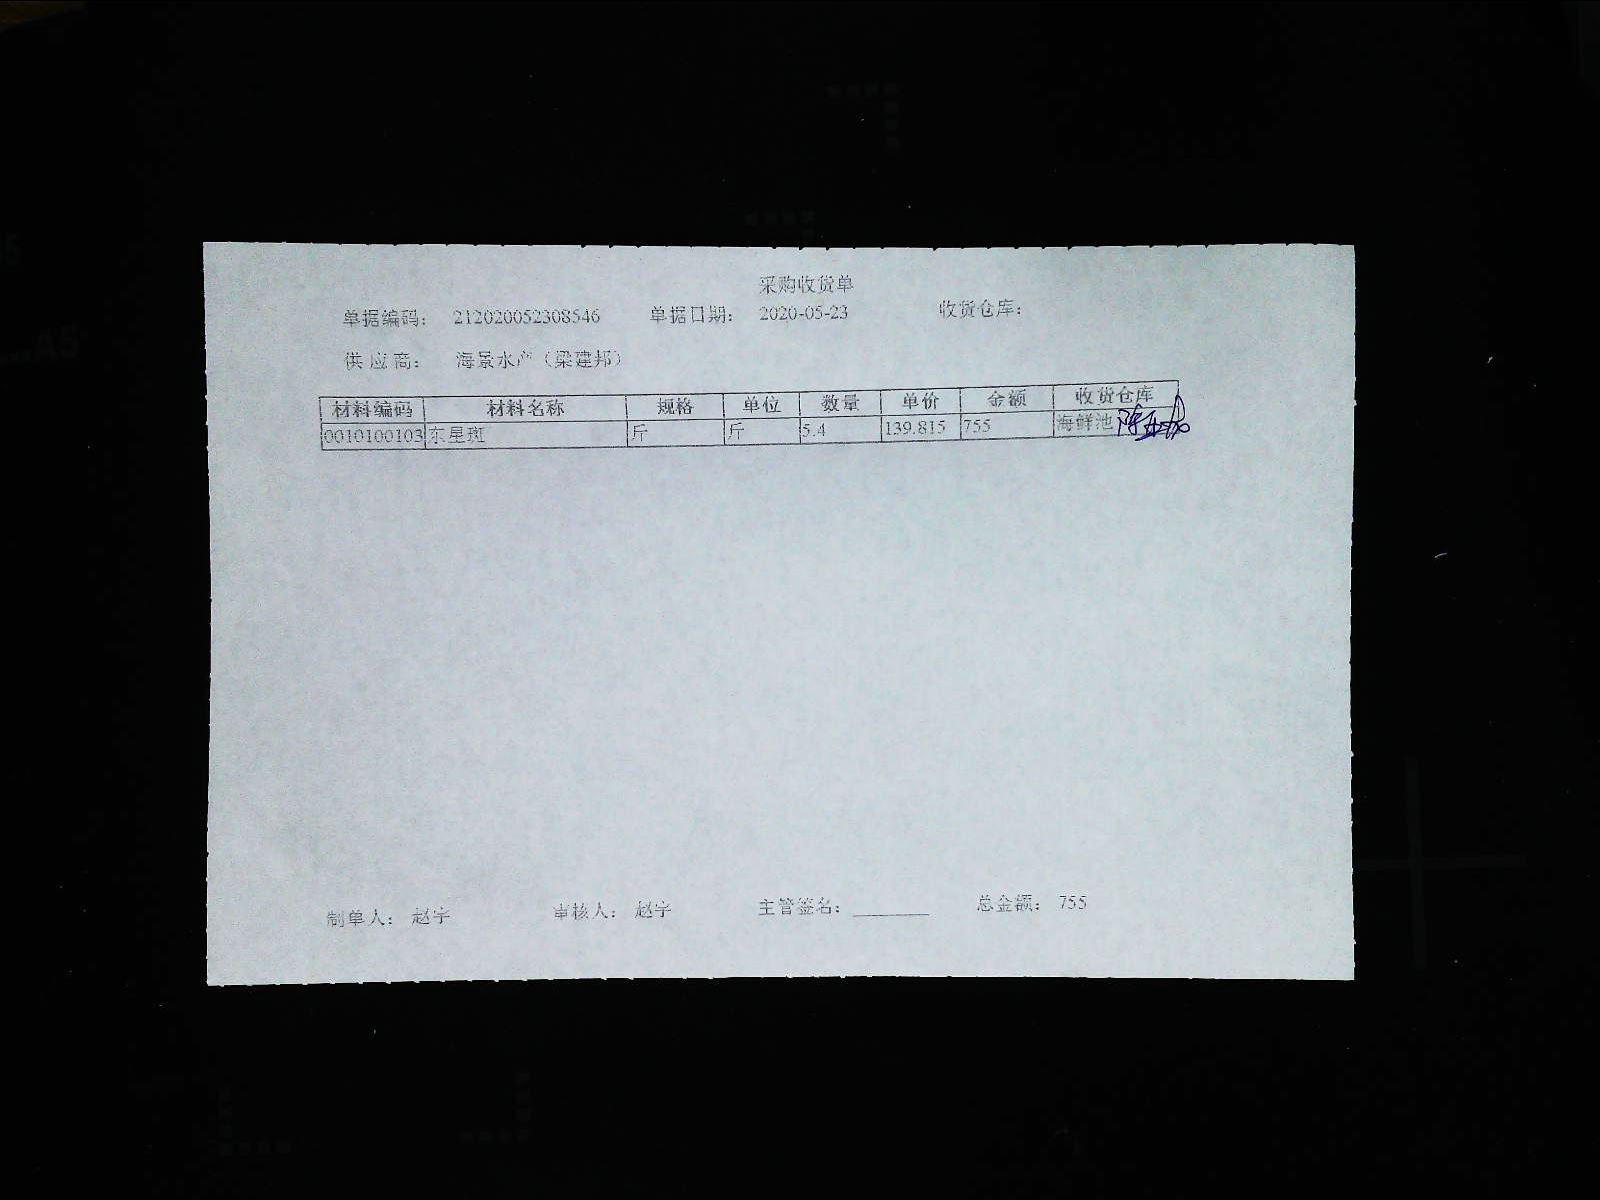 采购收货单
单据编码： 212020052308546 单据日期： 2020-05-23 收货仓库：
供 应 商： 海景水产（梁建邦）
材料编码 材料名称 规格 单位 数量 单价 金额 收货仓库
0010100103 东星斑 斤 斤 5.4 139.815 755 海鲜池
制单人： 赵宇 审核人： 赵宇 主管签名： 总金额： 755